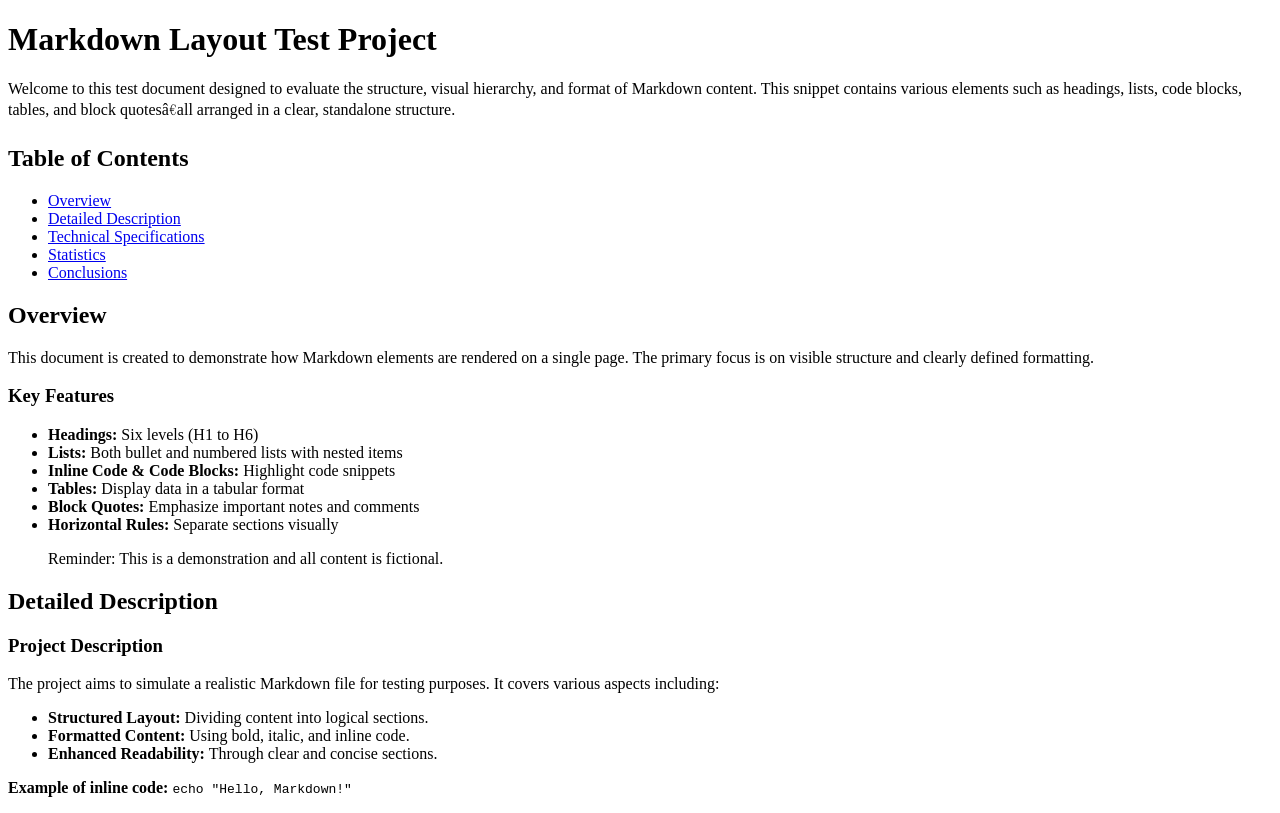 Markdown Layout Test Project
Welcome to this test document designed to evaluate the structure, visual hierarchy, and format of Markdown content. This snippet contains various elements such as headings, lists, code blocks,
tables, and block quotesâ€all arranged in a clear, standalone structure.
Table of Contents
Overview
Detailed Description
Technical Specifications
Statistics
Conclusions
Overview
This document is created to demonstrate how Markdown elements are rendered on a single page. The primary focus is on visible structure and clearly defined formatting.
Key Features
Headings: Six levels (H1 to H6)
Lists: Both bullet and numbered lists with nested items
Inline Code & Code Blocks: Highlight code snippets
Tables: Display data in a tabular format
Block Quotes: Emphasize important notes and comments
Horizontal Rules: Separate sections visually
Reminder: This is a demonstration and all content is fictional.
Detailed Description
Project Description
The project aims to simulate a realistic Markdown file for testing purposes. It covers various aspects including:
Structured Layout: Dividing content into logical sections.
Formatted Content: Using bold, italic, and inline code.
Enhanced Readability: Through clear and concise sections.
Example of inline code: echo "Hello, Markdown!"